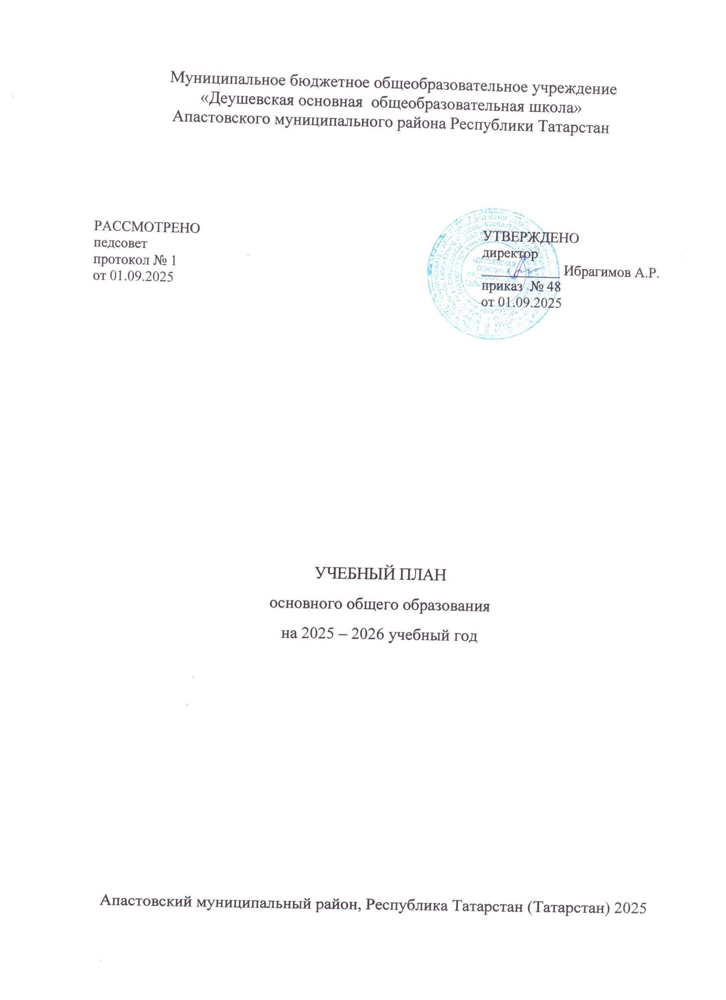 Муниципальное бюджетное общеобразовательное учреждение
«Деушевская основная общеобразовательная школа»
Апастовского муниципального района Республики Татарстан
РАССМОТРЕНО
педсовет
протокол № 1
от 01.09.2025
УТВЕРЖДЕНО
директор
Ибрагимов А.Р.
приказ № 48
от 01.09.2025
«ДЕУШЕВСКАЯ
ОСНОВНАЯ
УЧЕБНЫЙ ПЛАН
основного общего образования
на 2025 – 2026 учебный год
Апастовский муниципальный район, Республика Татарстан (Татарстан) 2025